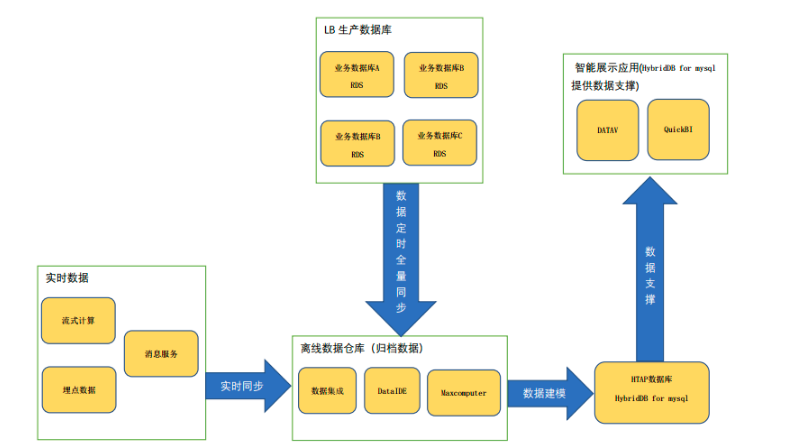 LB 生产数据库
业务数据库A
RDS
业务数据库B
RDS
业务数据库B
RDS
业务数据库C
RDS
智能展示应用(HybridDB for mysql
提供数据支撑)
DATAV
QuickBI
数据定时全量同步
数据支撑
实时数据
流式计算
消息服务
埋点数据
实时同步
离线数据仓库（归档数据）
数据集成
DataIDE
Maxcomputer
数据建模
HTAP数据库
HybridDB for mysql